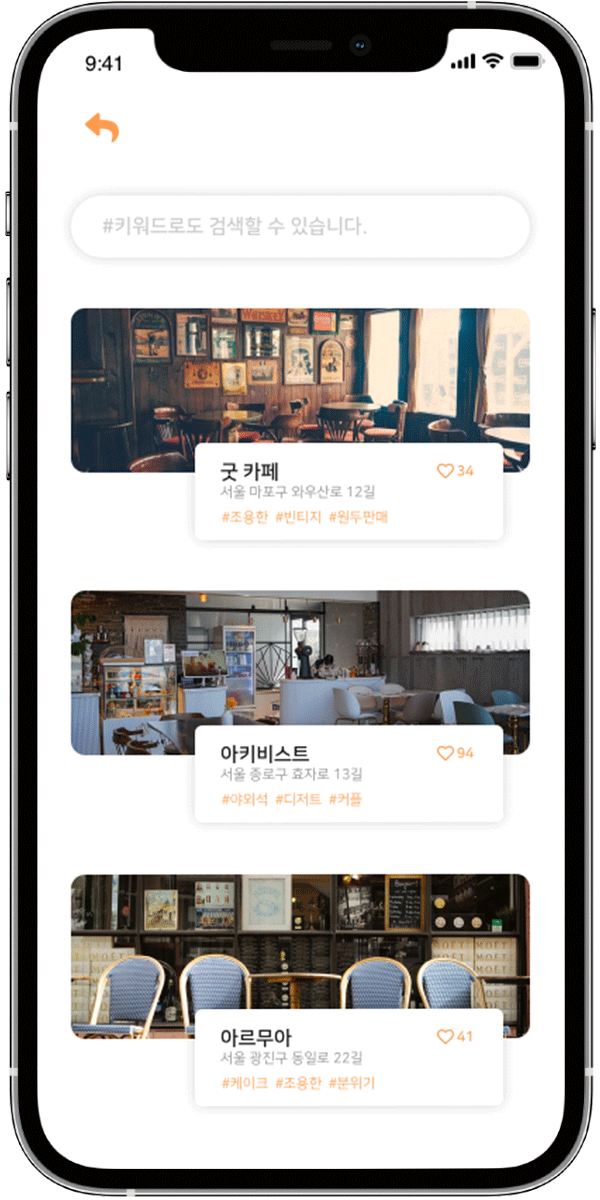 9:41
#키워드로도 검색할 수 있습니다.
WHISKEY
굿 카페
34
서울 마포구 와우산로 12길
#조용한 #빈티지 #원두판매
아키비스트
94
서울 종로구 효자로 13길
#야외석 #디저트 #커플
MOËT
MOËT
아르무아
41
서울 광진구 동일로 22길
#케이크 #조용한 #분위기